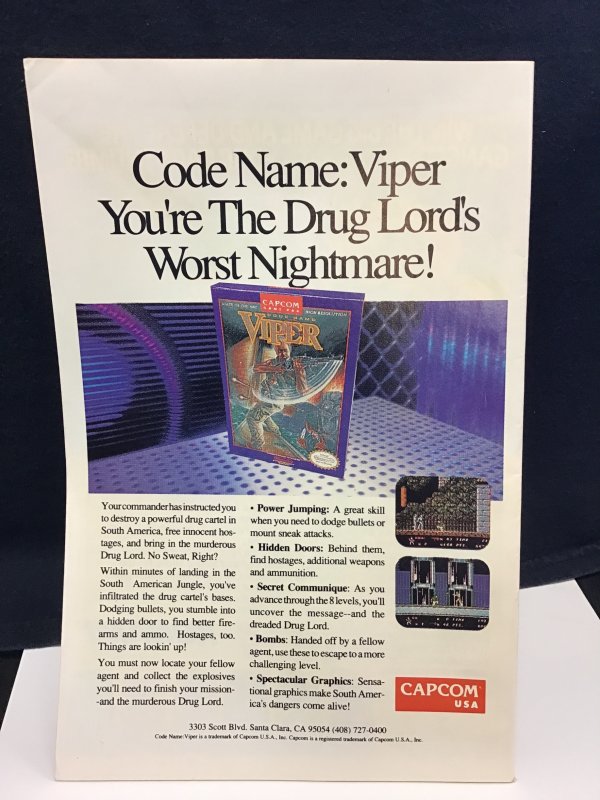 Code Name: Viper
You're The Drug Lord's
Worst Nightmare!
MADE IN THE USA
CAPCOM
HIGH RESOLUTION
CODE NAME
VIPER
Your commander has instructed you
to destroy a powerful drug cartel in
South America, free innocent hos-
tages, and bring in the murderous
Drug Lord. No Sweat, Right?
Within minutes of landing in the
South American Jungle, you've
infiltrated the drug cartel's bases.
Dodging bullets, you stumble into
a hidden door to find better fire-
arms and ammo. Hostages, too.
Things are lookin' up!
You must now locate your fellow
agent and collect the explosives
you'll need to finish your mission-
-and the murderous Drug Lord.
• Power Jumping: A great skill
when you need to dodge bullets or
mount sneak attacks.
• Hidden Doors: Behind them,
find hostages, additional weapons
and ammunition.
• Secret Communique: As you
advance through the 8 levels, you'll
uncover the message--and the
dreaded Drug Lord.
• Bombs: Handed off by a fellow
agent, use these to escape to a more
challenging level.
• Spectacular Graphics: Sensa-
tional graphics make South Amer-
ica's dangers come alive!
CAPCOM
USA
3303 Scott Blvd. Santa Clara, CA 95054 (408) 727-0400
Code Name: Viper is a trademark of Capcom U.S.A., Inc. Capcom is a registered trademark of Capcom U.S.A., Inc.